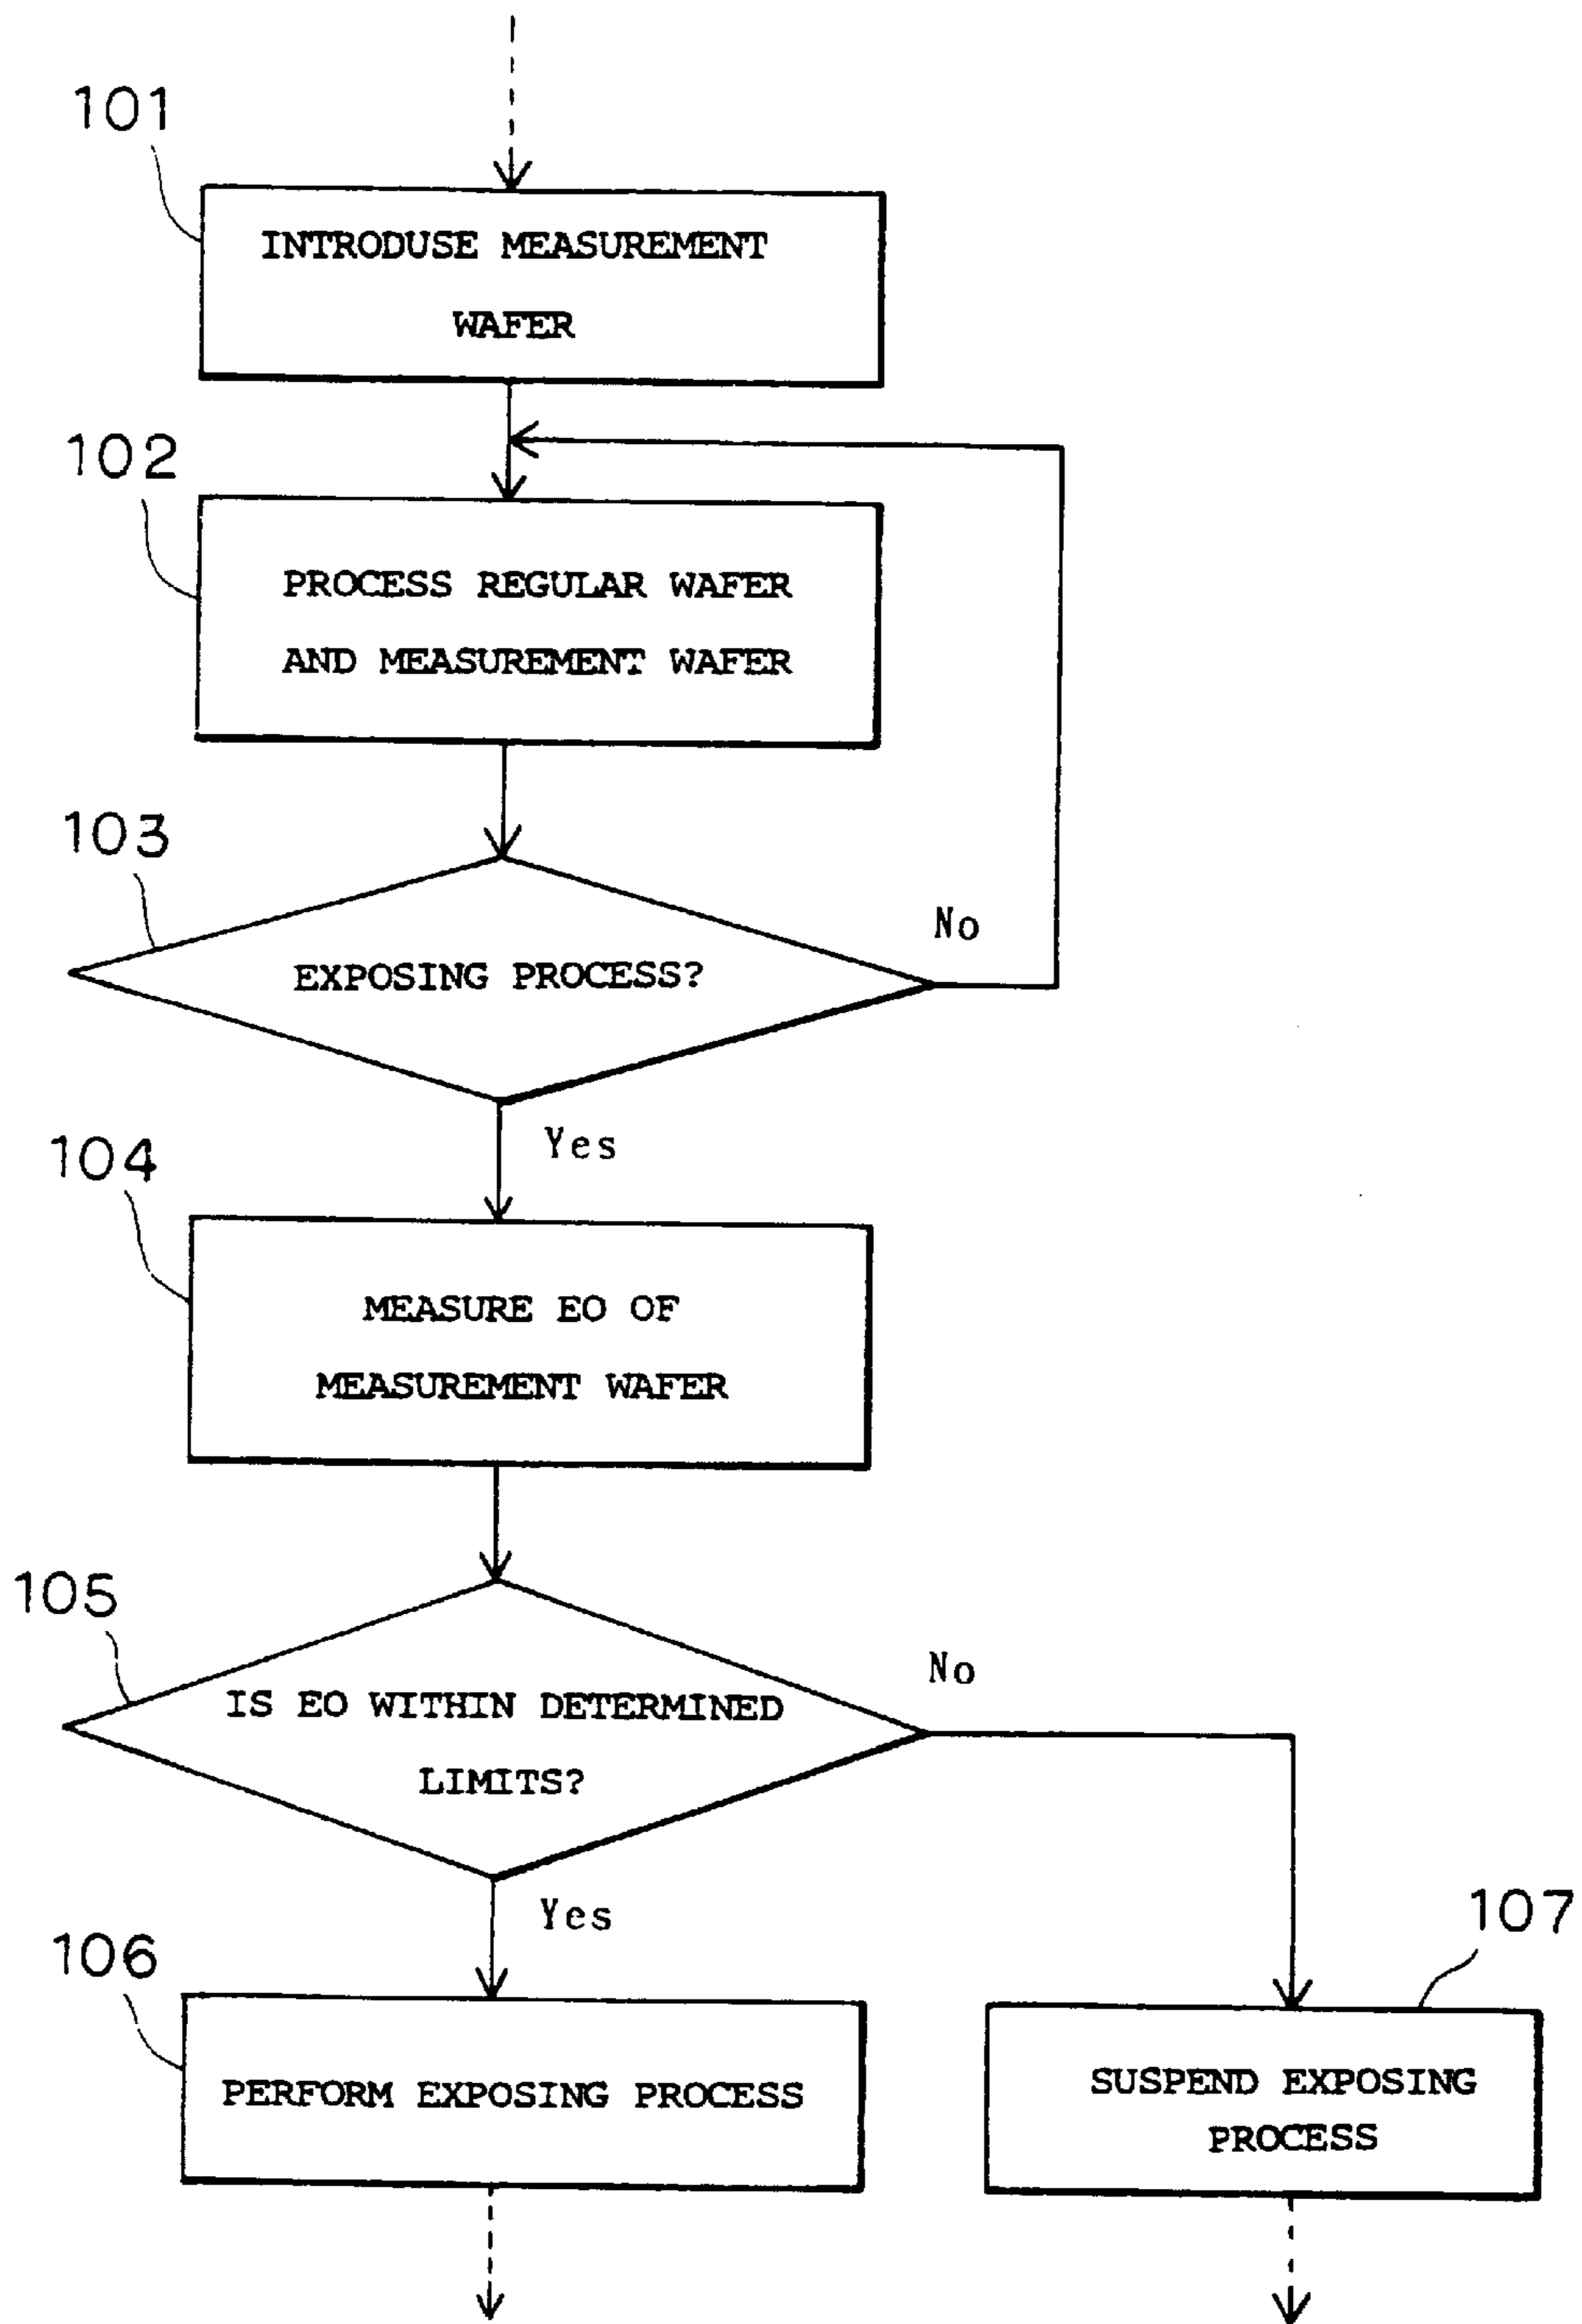 101
INTRODUSE MEASUREMENT
WAFER
102
PROCESS REGULAR WAFER
AND MEASUREMENT WAFER
103
EXPOSING PROCESS?
No
Yes
104
MEASURE EO OF
MEASUREMENT WAFER
105
IS EO WITHIN DETERMINED
LIMITS?
No
Yes
106
PERFORM EXPOSING PROCESS
107
SUSPEND EXPOSING
PROCESS